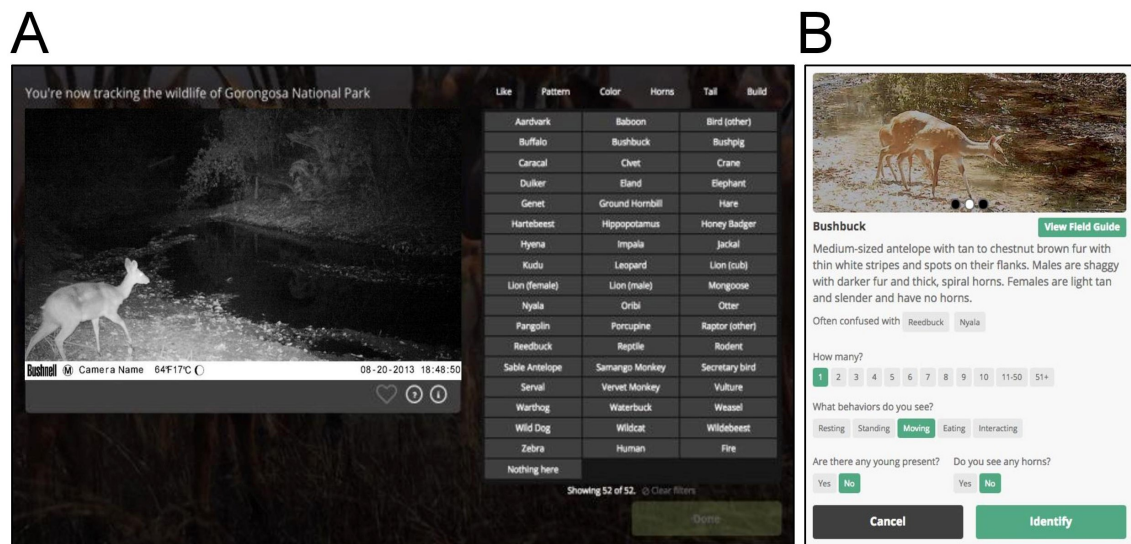 A
You're now tracking the wildlife of Gorongosa National Park
Like Pattern Color Horns Tail Build
Aardvark Baboon Bird (other)
Buffalo Bushbuck Bushpig
Caracal Civet Crane
Duiker Eland Elephant
Genet Ground Hornbill Hare
Hartebeest Hippopotamus Honey Badger
Hyena Impala Jackal
Kudu Leopard Lion (cub)
Lion (female) Lion (male) Mongoose
Nyala Oribi Otter
Pangolin Porcupine Raptor (other)
Reedbuck Reptile Rodent
Sable Antelope Samango Monkey Secretary bird
Serval Vervet Monkey Vulture
Warthog Waterbuck Weasel
Wild Dog Wildcat Wildebeest
Zebra Human Fire
Nothing here
Showing 52 of 52. Clear filters
Done
Bushnell M Camera Name 64°F17°C 08-20-2013 18:48:50
B
Bushbuck
View Field Guide
Medium-sized antelope with tan to chestnut brown fur with
thin white stripes and spots on their flanks. Males are shaggy
with darker fur and thick, spiral horns. Females are light tan
and slender and have no horns.
Often confused with Reedbuck Nyala
How many?
1 2 3 4 5 6 7 8 9 10 11-50 51+
What behaviors do you see?
Resting Standing Moving Eating Interacting
Are there any young present? Do you see any horns?
Yes No Yes No
Cancel Identify